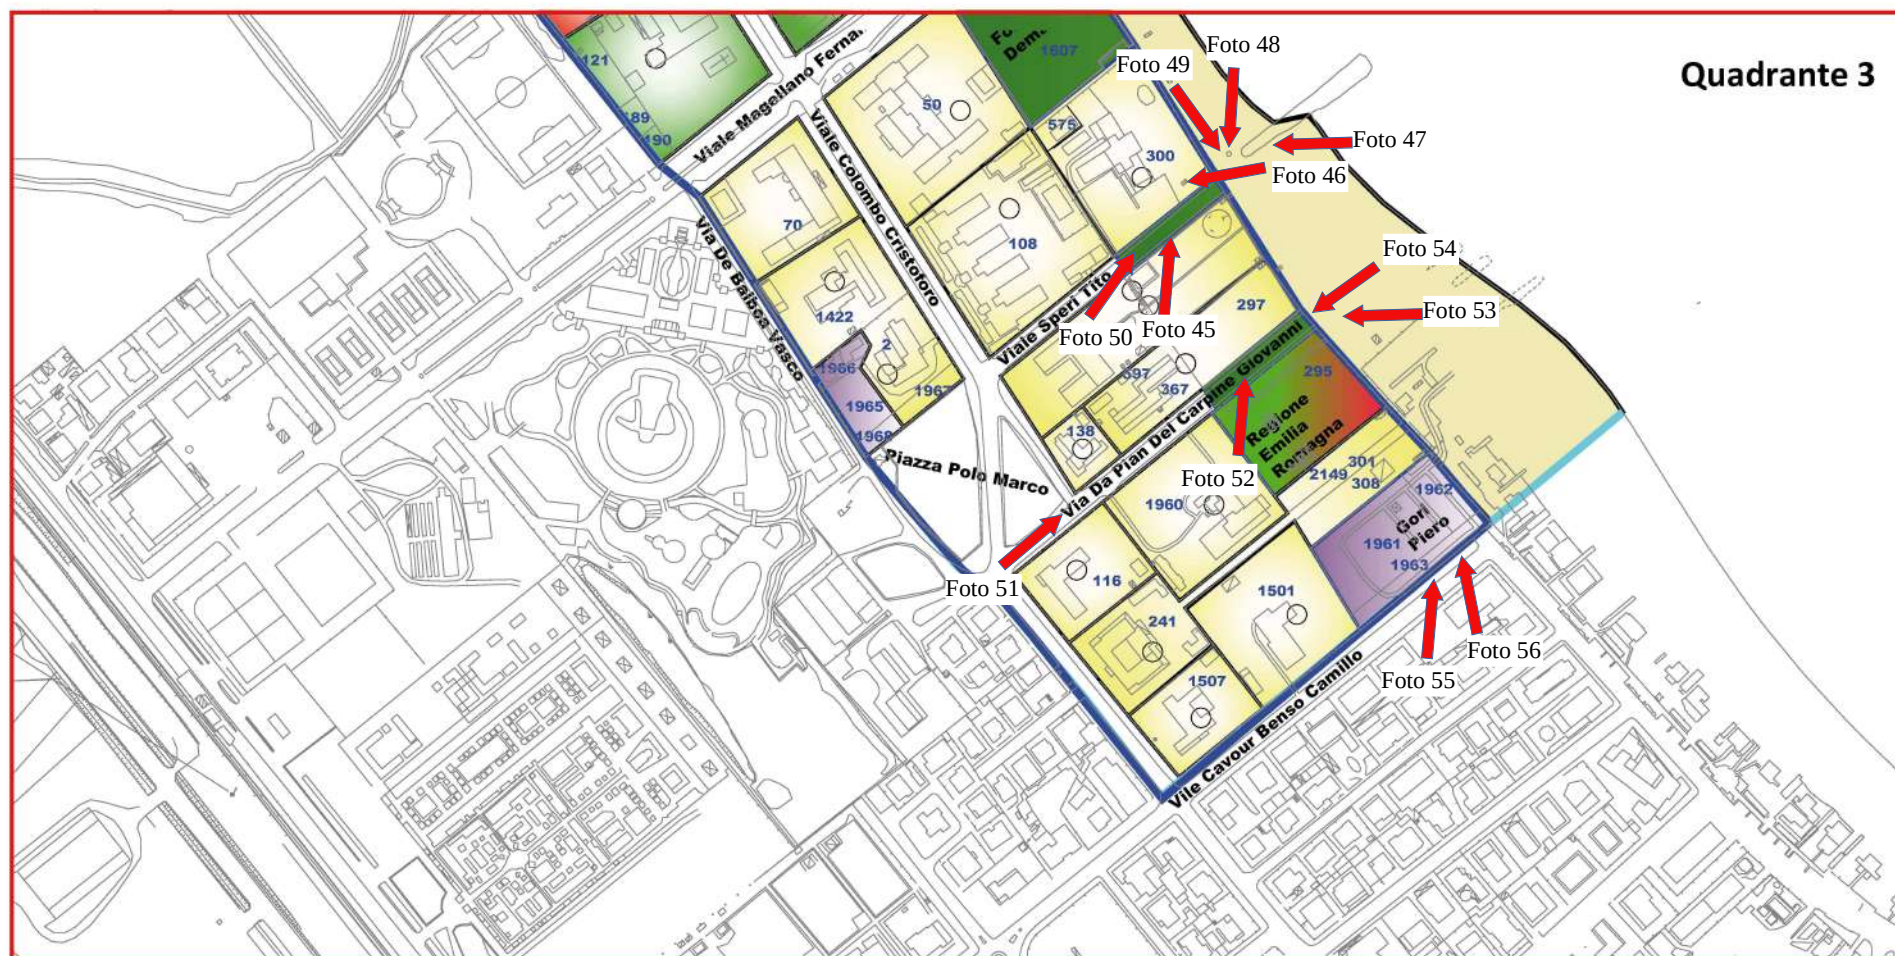 Quadrante 3
Foto 48
Foto 49
Foto 47
Foto 46
Foto 54
Foto 53
Foto 50
Foto 45
Foto 52
Foto 51
Foto 56
Foto 55
121
189
190
Viale Magellano
1607
50
575
300
70
Viale Colombo Cristoforo
108
Via De Balboa Vasco
1422
2
1966
1967
1965
1968
Viale Speri Tito
297
597
367
138
Via Da Pian Del Carpine Giovanni
295
Regione
Emilia
Romagna
Piazza Polo Marco
301
2149
308
1962
1960
Gori
Piero
1961
1963
116
1501
241
1507
Vile Cavour Benso Camillo